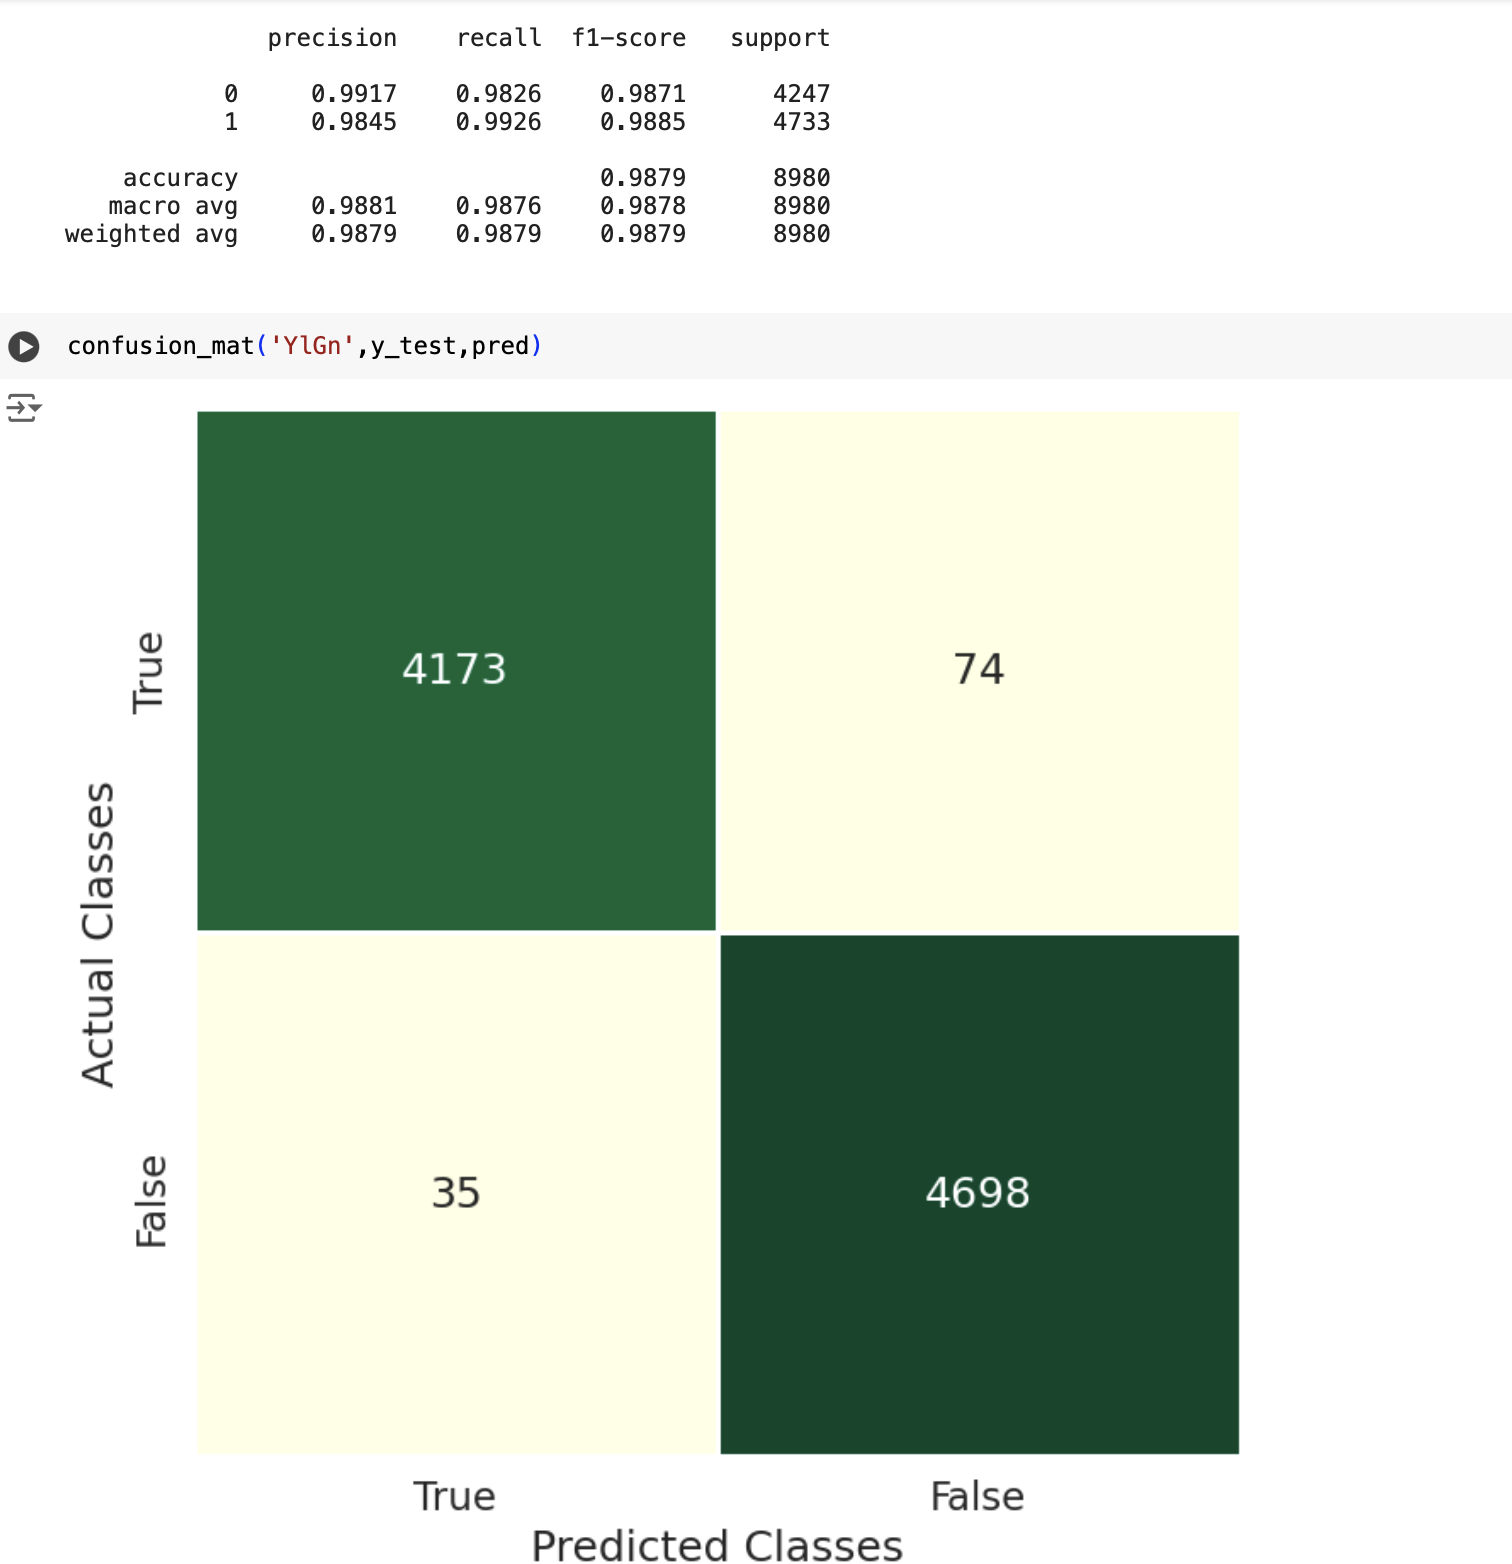 precision recall f1-score support
0 0.9917 0.9826 0.9871 4247
1 0.9845 0.9926 0.9885 4733
accuracy 0.9879 8980
macro avg 0.9881 0.9876 0.9878 8980
weighted avg 0.9879 0.9879 0.9879 8980
confusion_mat('YlGn',y_test,pred)
Actual Classes
True
4173 74
False
35 4698
True False
Predicted Classes